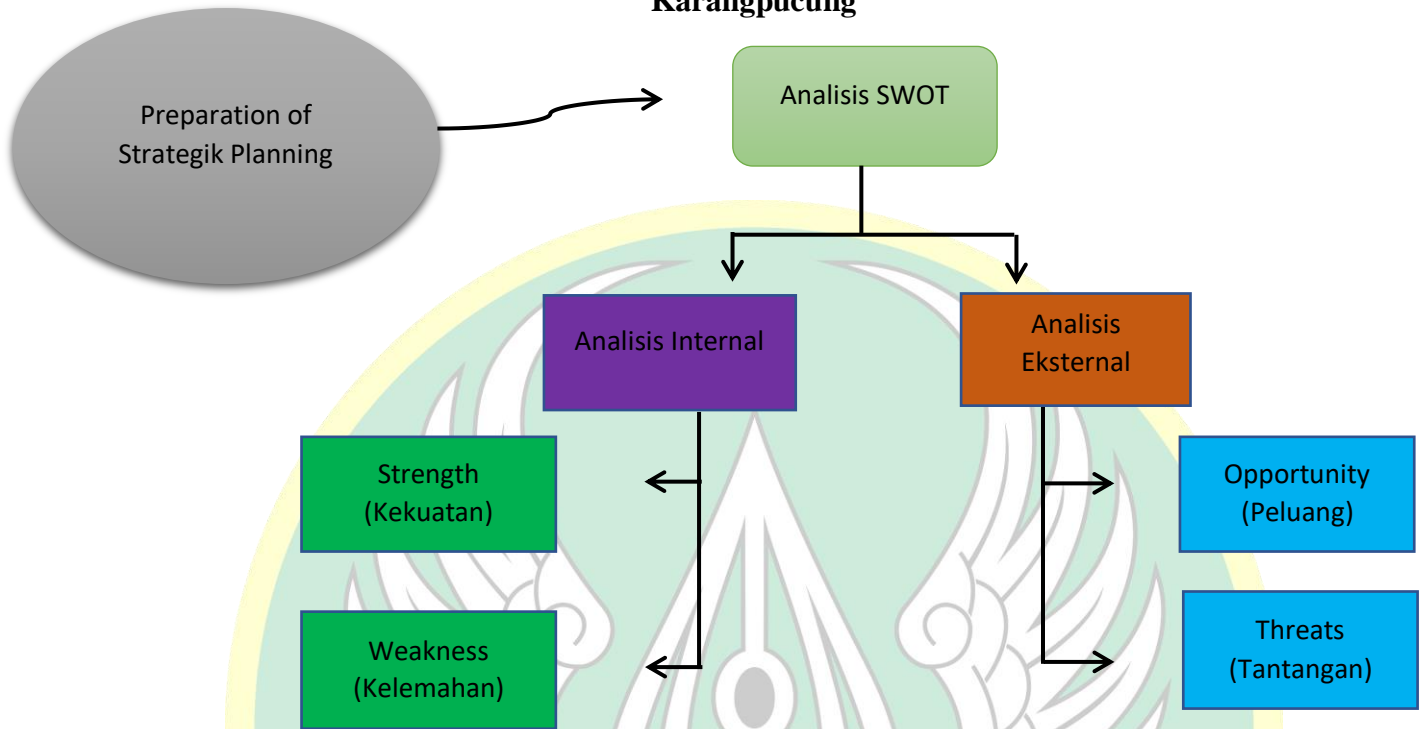 Karangpucung
Preparation of
Strategik Planning
Analisis SWOT
Analisis Internal
Analisis
Eksternal
Strength
(Kekuatan)
Opportunity
(Peluang)
Weakness
(Kelemahan)
Threats
(Tantangan)